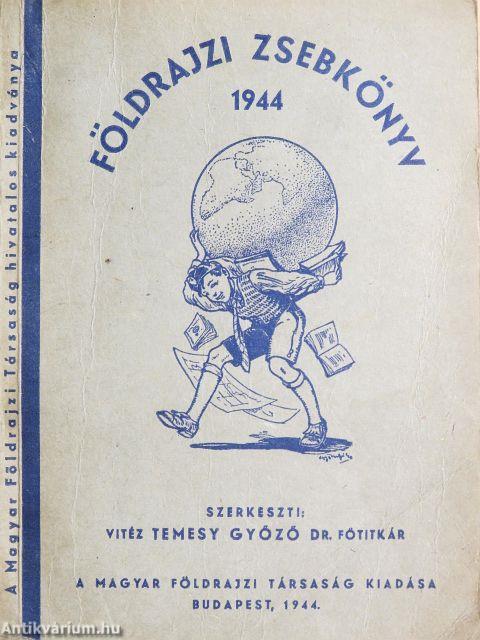 A Magyar Földrajzi Társaság hivatalos kiadványa
FÖLDRAJZI ZSEBKÖNYV
1944
SZERKESZTI:
VITÉZ TEMESY GYŐZŐ DR. FŐTITKÁR
A MAGYAR FÖLDRAJZI TÁRSASÁG KIADÁSA
BUDAPEST, 1944.
Antikvárium.hu